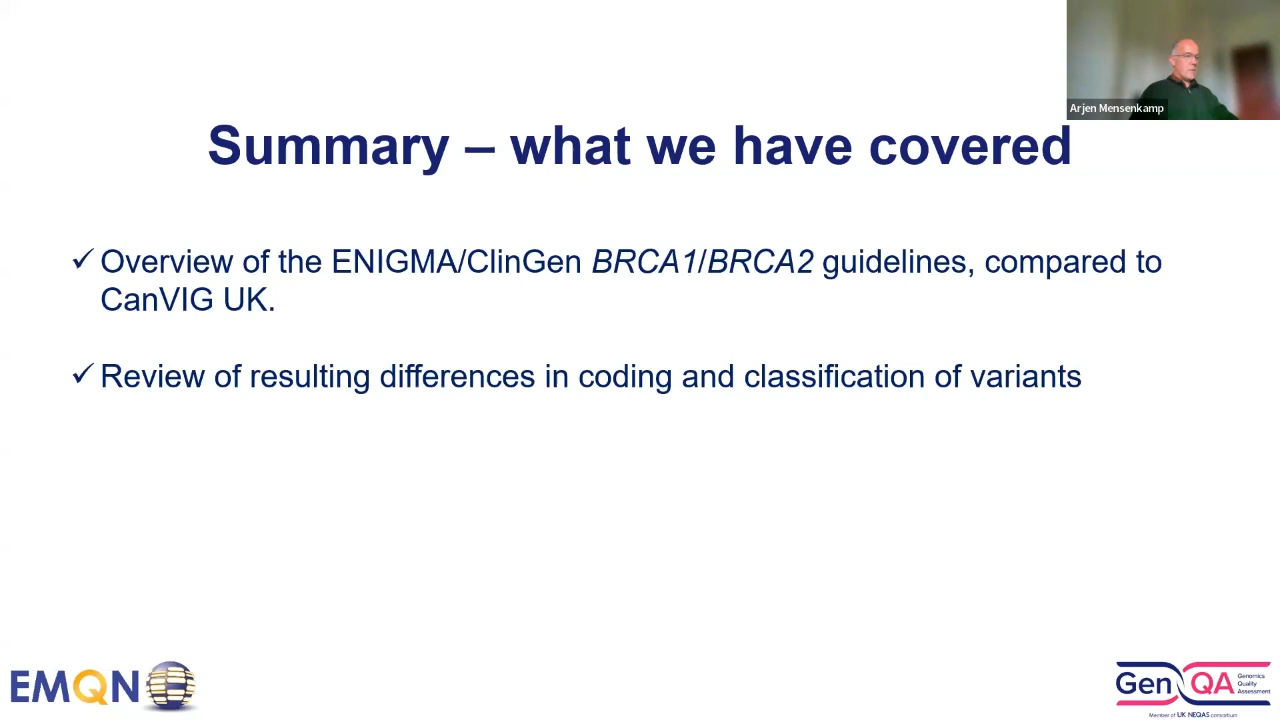 Arjen Mensenkamp
Summary – what we have covered
✓ Overview of the ENIGMA/ClinGen BRCA1/BRCA2 guidelines, compared to
CanVIG UK.
✓ Review of resulting differences in coding and classification of variants
EMQN
GenQA
Genomics
Quality
Assessment
Member of UK NEQAS consortium